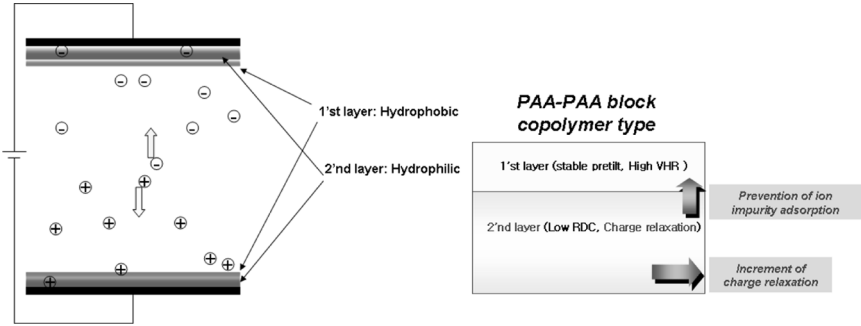 1'st layer: Hydrophobic
2'nd layer: Hydrophilic
PAA-PAA block
copolymer type
1'st layer (stable pretilt, High VHR )
2'nd layer (Low RDC, Charge relaxation)
Prevention of ion
impurity adsorption
Increment of
charge relaxation